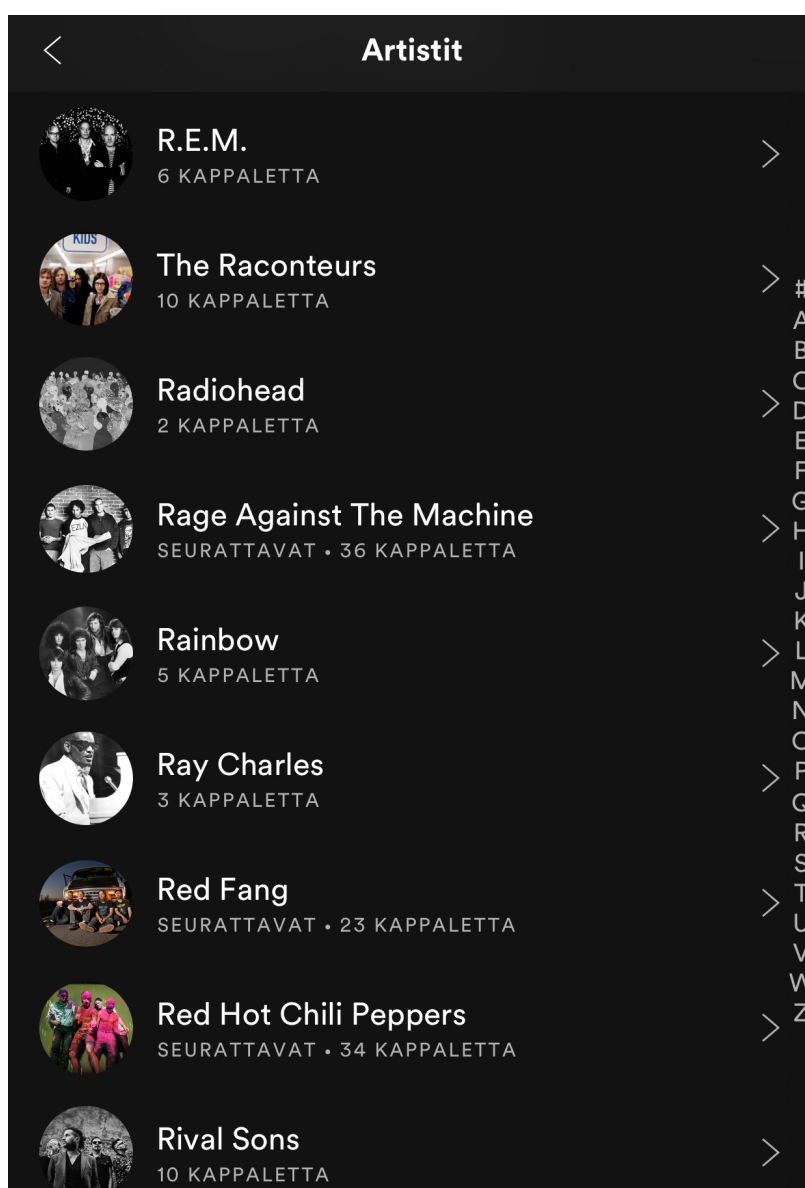 Artistit
R.E.M.
6 KAPPALETTA
KIDS
The Raconteurs
10 KAPPALETTA
Radiohead
2 KAPPALETTA
Rage Against The Machine
SEURATTAVAT • 36 KAPPALETTA
EZLN
Rainbow
5 KAPPALETTA
Ray Charles
3 KAPPALETTA
Red Fang
SEURATTAVAT • 23 KAPPALETTA
Red Hot Chili Peppers
SEURATTAVAT • 34 KAPPALETTA
Rival Sons
10 KAPPALETTA
#
A
B
C
D
E
F
G
H
I
J
K
L
M
N
O
P
Q
R
S
T
U
V
W
Z